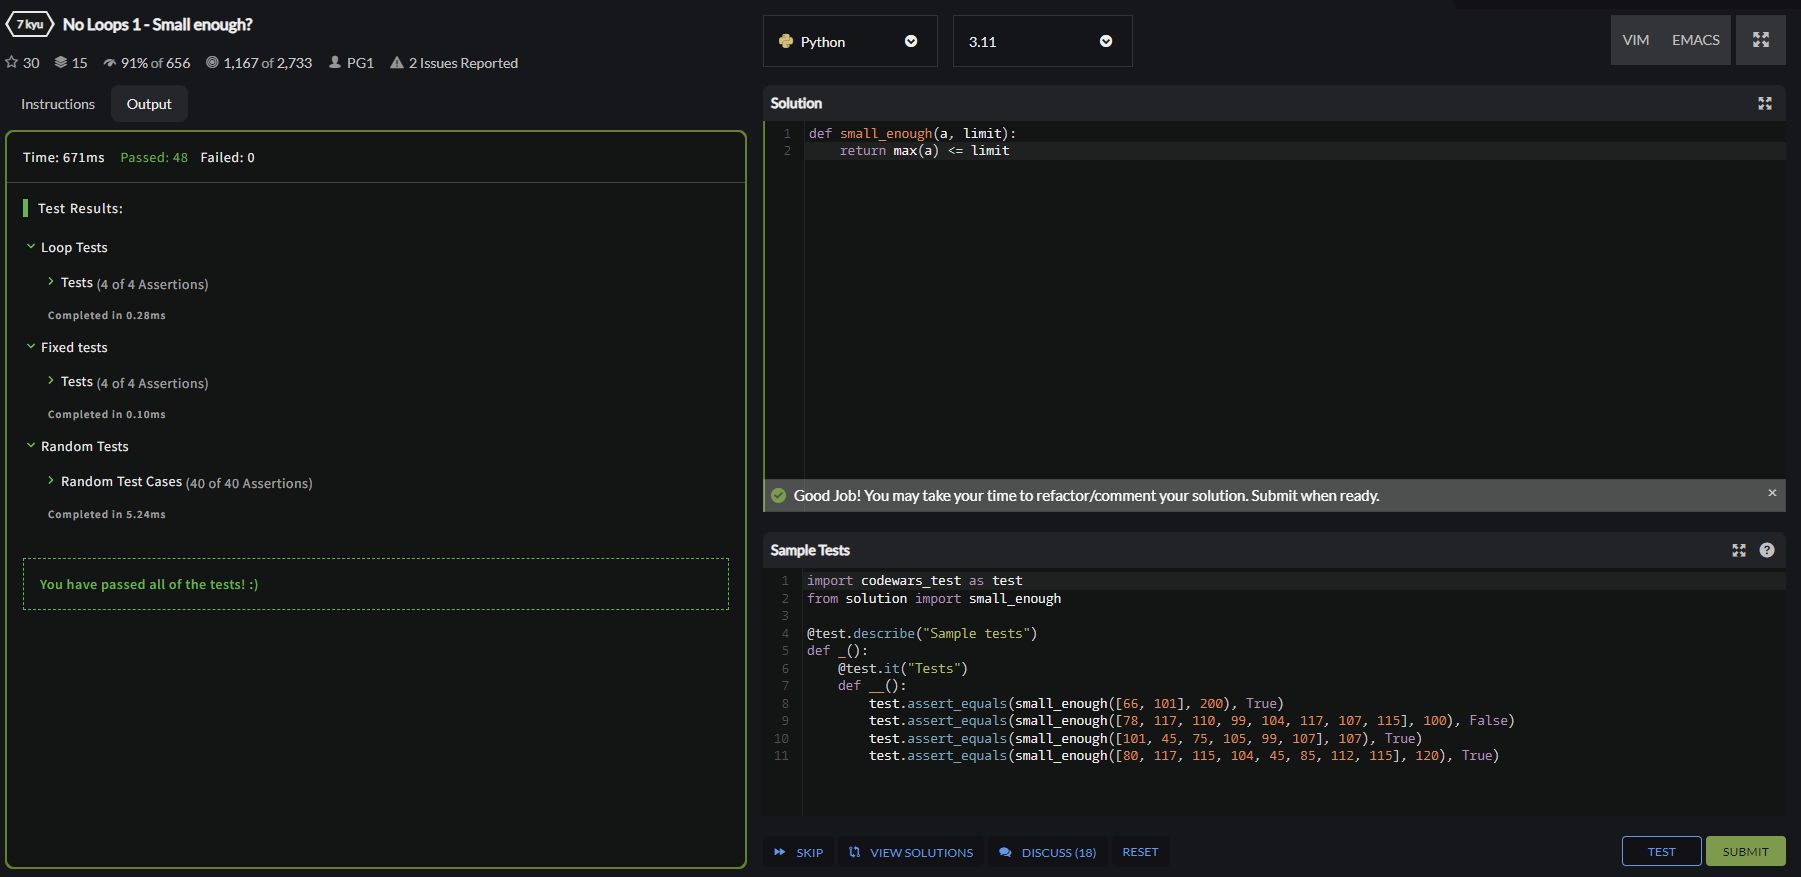 7 kyu No Loops 1 - Small enough?
30 15 91% of 656 1,167 of 2,733 PG1 2 Issues Reported
Instructions Output
Time: 671ms Passed: 48 Failed: 0
Test Results:
Loop Tests
Tests (4 of 4 Assertions)
Completed in 0.28ms
Fixed tests
Tests (4 of 4 Assertions)
Completed in 0.10ms
Random Tests
Random Test Cases (40 of 40 Assertions)
Completed in 5.24ms
You have passed all of the tests! :)
Python 3.11 VIM EMACS
Solution
1 def small_enough(a, limit):
2     return max(a) <= limit
Good Job! You may take your time to refactor/comment your solution. Submit when ready. ×
Sample Tests ?
1 import codewars_test as test
2 from solution import small_enough
3
4 @test.describe("Sample tests")
5 def _():
6     @test.it("Tests")
7     def __():
8         test.assert_equals(small_enough([66, 101], 200), True)
9         test.assert_equals(small_enough([78, 117, 110, 99, 104, 117, 107, 115], 100), False)
10         test.assert_equals(small_enough([101, 45, 75, 105, 99, 107], 107), True)
11         test.assert_equals(small_enough([80, 117, 115, 104, 45, 85, 112, 115], 120), True)
SKIP VIEW SOLUTIONS DISCUSS (18) RESET TEST SUBMIT